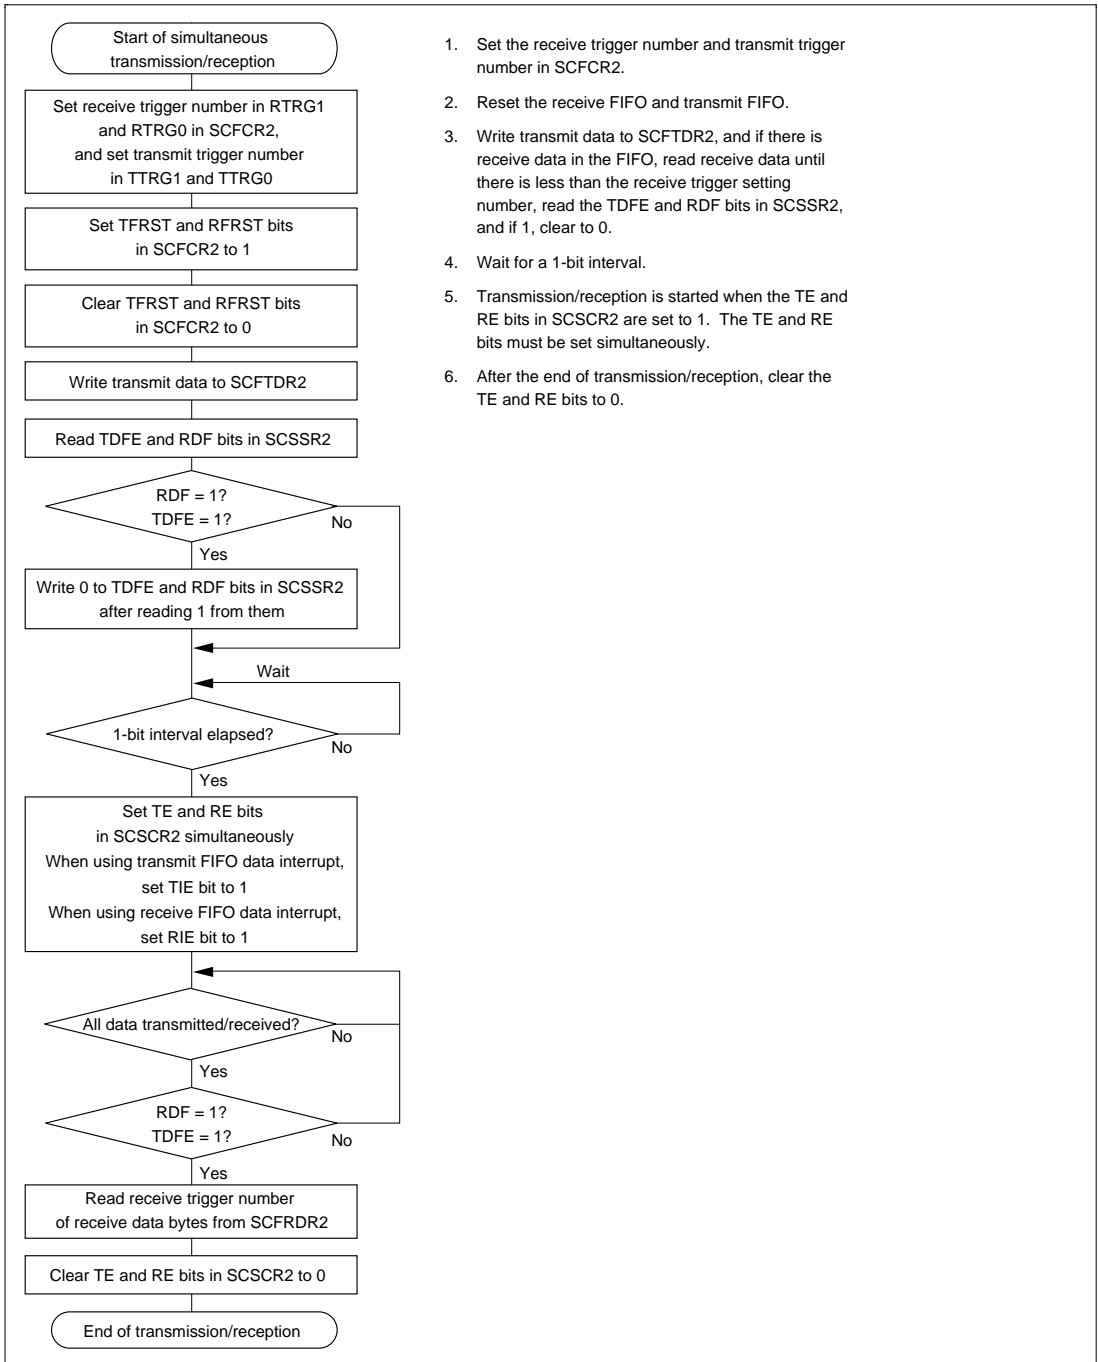 Start of simultaneous
transmission/reception
Set receive trigger number in RTRG1
and RTRG0 in SCFCR2,
and set transmit trigger number
in TTRG1 and TTRG0
Set TFRST and RFRST bits
in SCFCR2 to 1
Clear TFRST and RFRST bits
in SCFCR2 to 0
Write transmit data to SCFTDR2
Read TDFE and RDF bits in SCSSR2
RDF = 1?
TDFE = 1?
No
Yes
Write 0 to TDFE and RDF bits in SCSSR2
after reading 1 from them
Wait
1-bit interval elapsed?
No
Yes
Set TE and RE bits
in SCSCR2 simultaneously
When using transmit FIFO data interrupt,
set TIE bit to 1
When using receive FIFO data interrupt,
set RIE bit to 1
All data transmitted/received?
No
Yes
RDF = 1?
TDFE = 1?
No
Yes
Read receive trigger number
of receive data bytes from SCFRDR2
Clear TE and RE bits in SCSCR2 to 0
End of transmission/reception
1. Set the receive trigger number and transmit trigger
number in SCFCR2.
2. Reset the receive FIFO and transmit FIFO.
3. Write transmit data to SCFTDR2, and if there is
receive data in the FIFO, read receive data until
there is less than the receive trigger setting
number, read the TDFE and RDF bits in SCSSR2,
and if 1, clear to 0.
4. Wait for a 1-bit interval.
5. Transmission/reception is started when the TE and
RE bits in SCSCR2 are set to 1. The TE and RE
bits must be set simultaneously.
6. After the end of transmission/reception, clear the
TE and RE bits to 0.